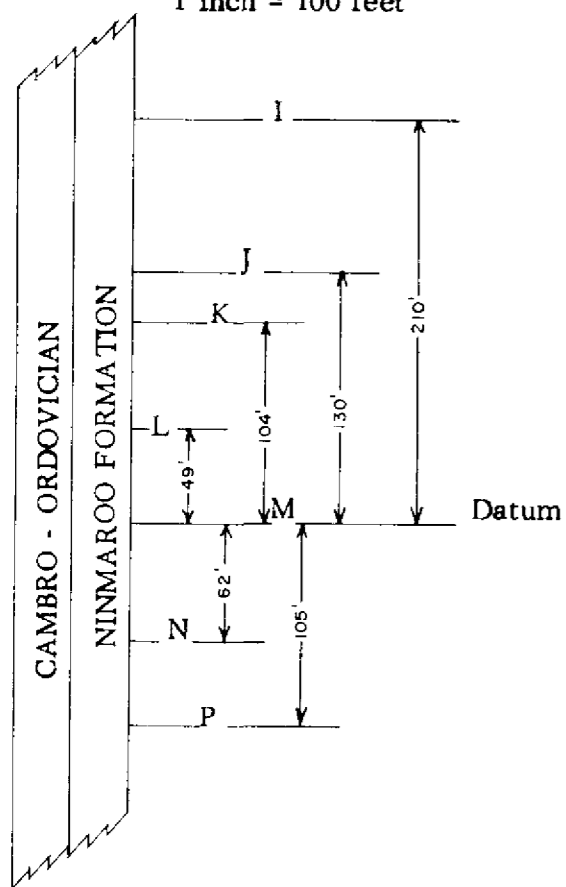 1 inch = 100 feet
I
J
K
210'
130'
L
104'
49'
M
Datum
62'
N
105'
P
CAMBRO - ORDOVICIAN
NINMAROO FORMATION